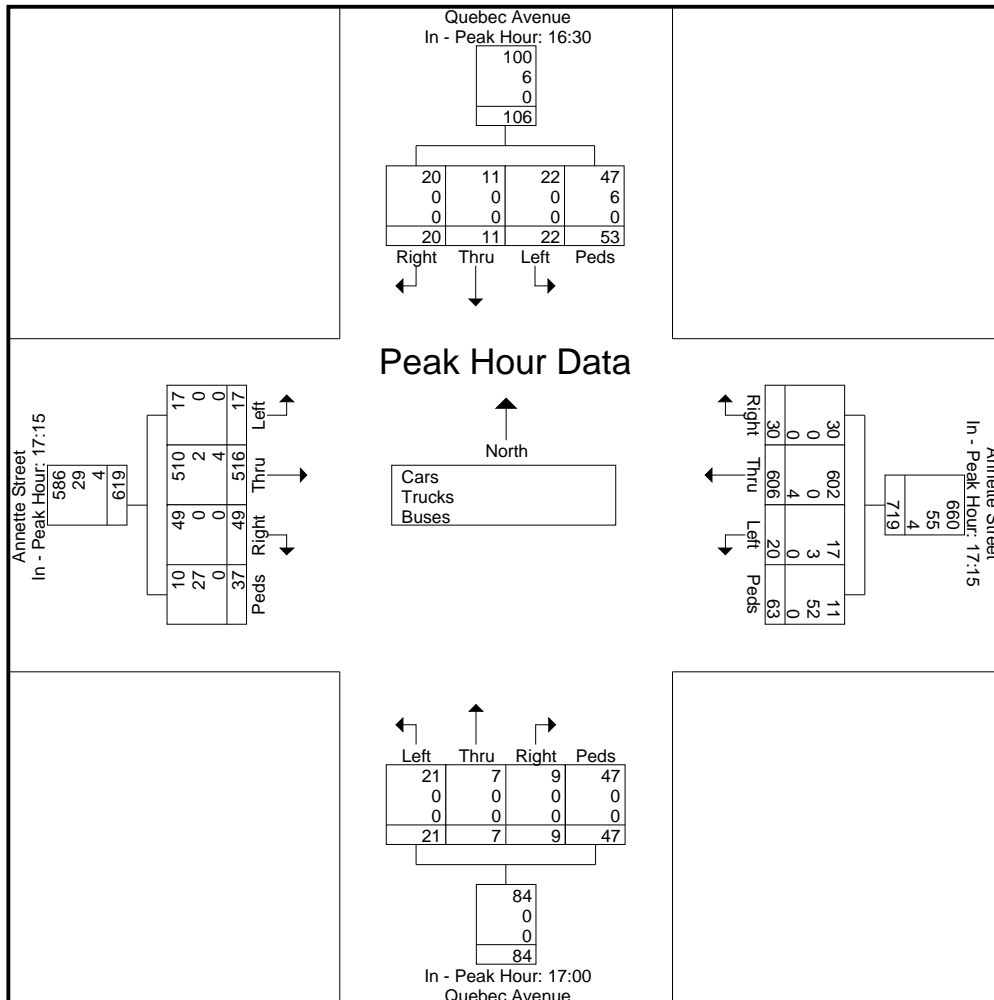 Quebec Avenue
In - Peak Hour: 16:30
100
6
0
106
20 11 22 47
0 0 0 6
0 0 0 0
20 11 22 53
Right Thru Left Peds
Peak Hour Data
North
Cars
Trucks
Buses
Annette Street
In - Peak Hour: 17:15
586
29
4
619
17 0 0 17 Left
510 2 4 516 Thru
49 0 0 49 Right
10 27 0 37 Peds
Annette Street
In - Peak Hour: 17:15
660
55
4
719
Right 30 0 0 30
Thru 606 4 0 602
Left 20 0 3 17
Peds 63 0 52 11
Left Thru Right Peds
21 7 9 47
0 0 0 0
0 0 0 0
21 7 9 47
84
0
0
84
In - Peak Hour: 17:00
Quebec Avenue